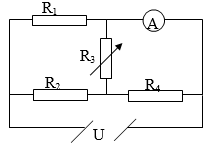 R₁ A
R₃
R₂ R₄
U